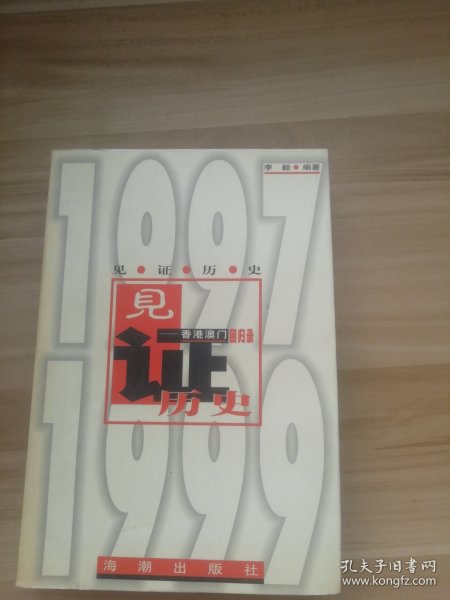 李毅●编著
1997
见●证●历●史
見
—香港澳门回归录
证
历史
1999
海潮出版社
孔夫子旧书网
www.kongfz.com